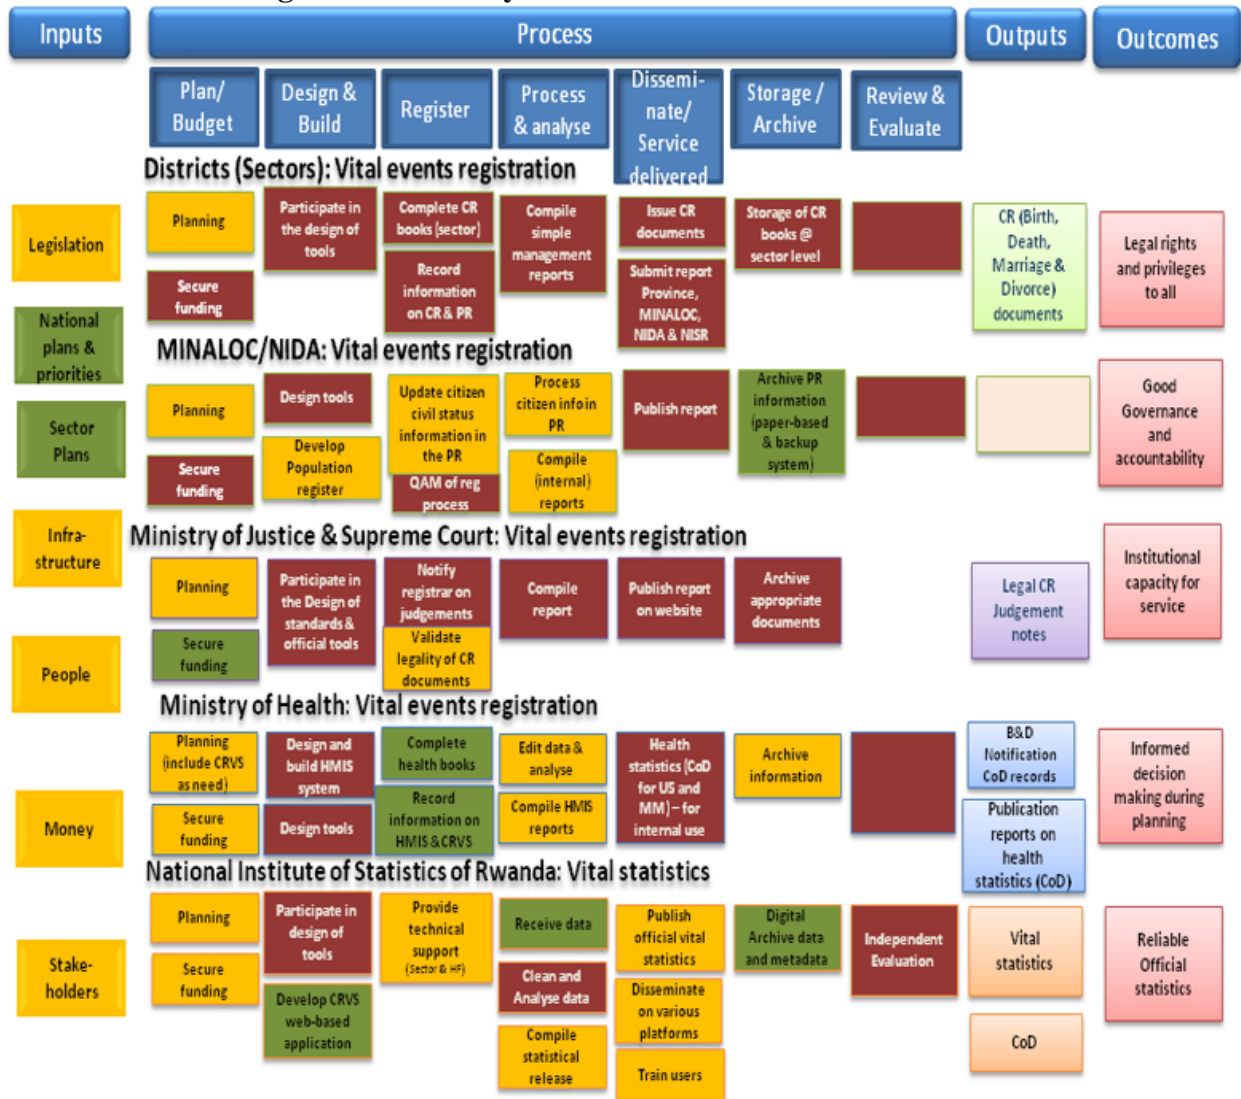 Inputs
Process
Outputs
Outcomes
Plan/
Budget
Design &
Build
Register
Process
& analyse
Dissemi-
nate/
Service
delivered
Storage /
Archive
Review &
Evaluate
Districts (Sectors): Vital events registration
Legislation
Planning
Secure
funding
Participate in
the design of
tools
Complete CR
books (sector)
Record
information
on CR & PR
Compile
simple
management
reports
Issue CR
documents
Submit report
Province,
MINALOC,
NIDA & NISR
Storage of CR
books @
sector level
CR (Birth,
Death,
Marriage &
Divorce)
documents
Legal rights
and privileges
to all
National
plans &
priorities
MINALOC/NIDA: Vital events registration
Sector
Plans
Planning
Secure
funding
Design tools
Develop
Population
register
Update citizen
civil status
information in
the PR
QAM of reg
process
Process
citizen info in
PR
Compile
(internal)
reports
Publish report
Archive PR
information
(paper-based
& backup
system)
Good
Governance
and
accountability
Infra-
structure
Ministry of Justice & Supreme Court: Vital events registration
Planning
Secure
funding
Participate in
the Design of
standards &
official tools
Notify
registrar on
judgements
Validate
legality of CR
documents
Compile
report
Publish report
on website
Archive
appropriate
documents
Legal CR
Judgement
notes
Institutional
capacity for
service
People
Ministry of Health: Vital events registration
Money
Planning
(include CRVS
as need)
Secure
funding
Design and
build HMIS
system
Design tools
Complete
health books
Record
information on
HMIS & CRVS
Edit data &
analyse
Compile HMIS
reports
Health
statistics (CoD
for US and
MM) – for
internal use
Archive
information
B&D
Notification
CoD records
Publication
reports on
health
statistics (CoD)
Informed
decision
making during
planning
National Institute of Statistics of Rwanda: Vital statistics
Stake-
holders
Planning
Secure
funding
Participate in
design of
tools
Develop CRVS
web-based
application
Provide
technical
support
(Sector & HF)
Receive data
Clean and
Analyse data
Compile
statistical
release
Publish
official vital
statistics
Disseminate
on various
platforms
Train users
Digital
Archive data
and metadata
Independent
Evaluation
Vital
statistics
CoD
Reliable
Official
statistics